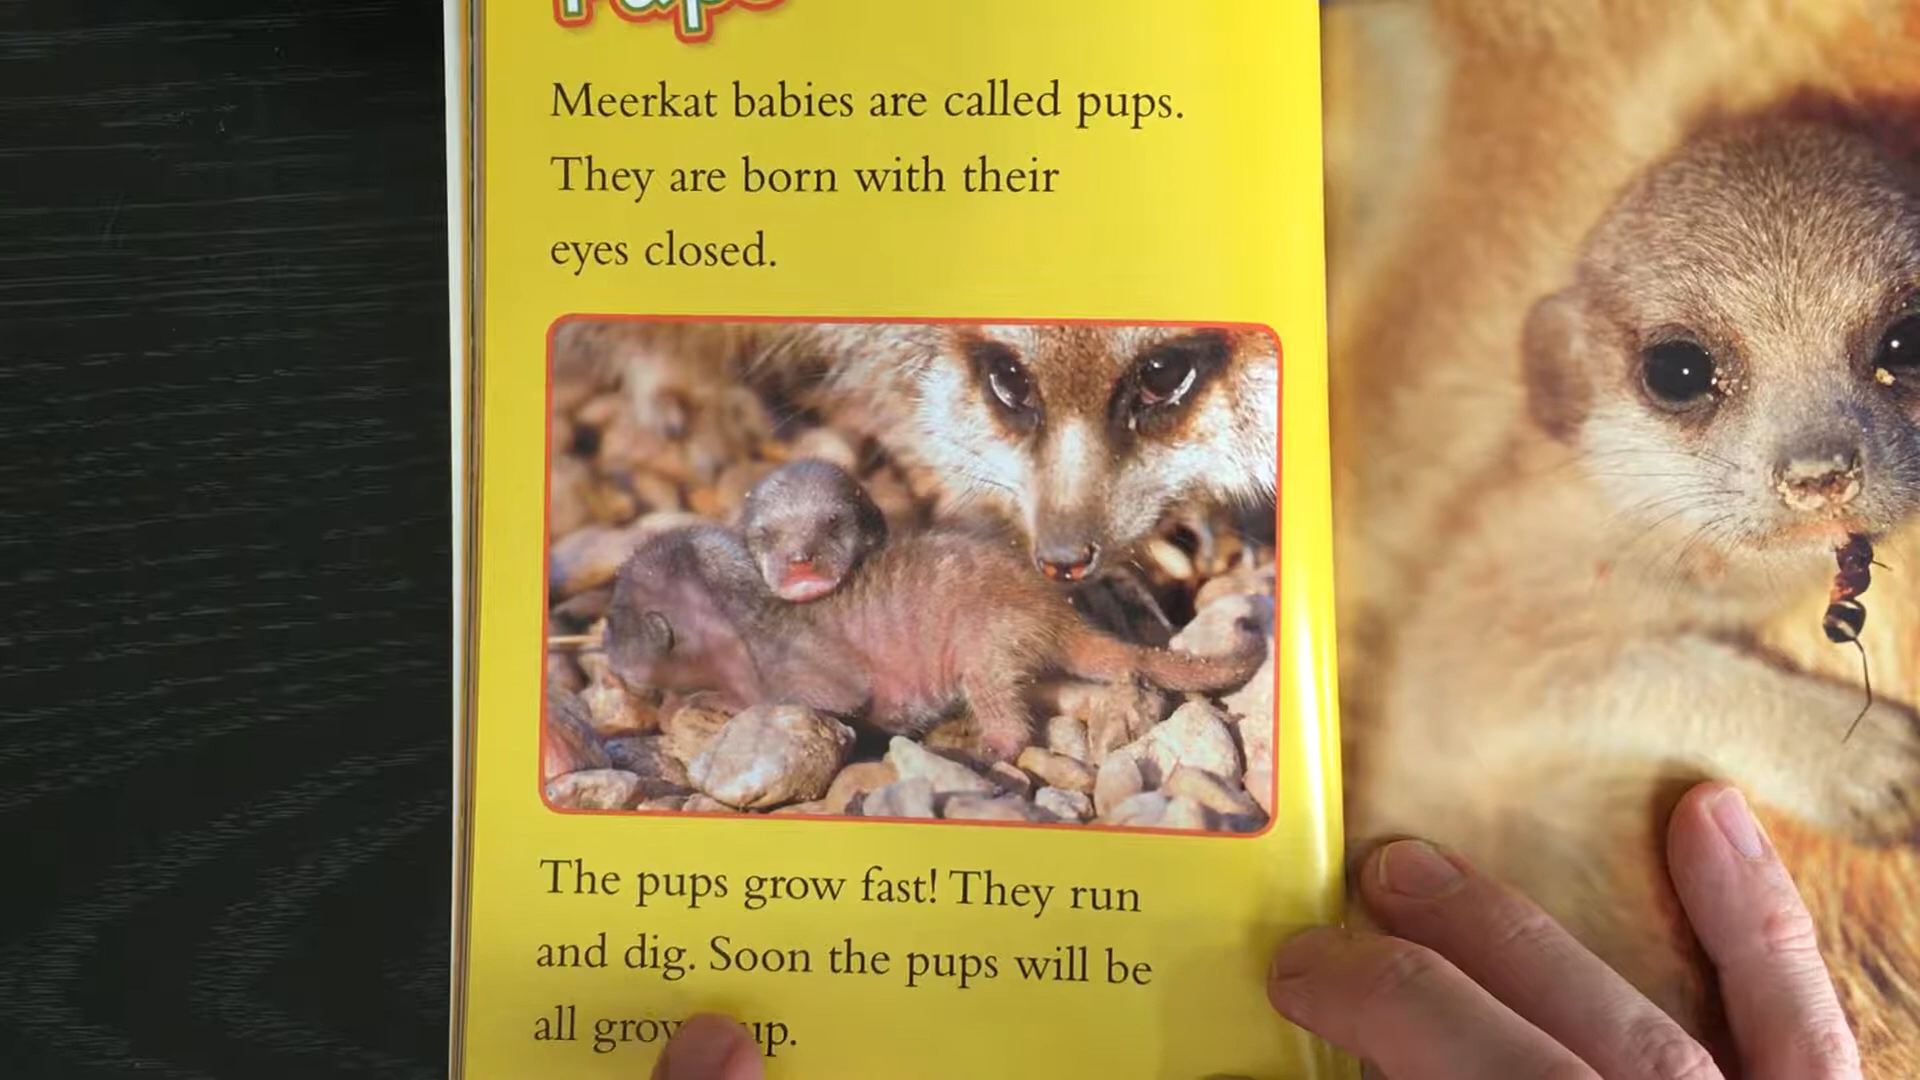 Pups
Meerkat babies are called pups.
They are born with their
eyes closed.
The pups grow fast! They run
and dig. Soon the pups will be
all up.